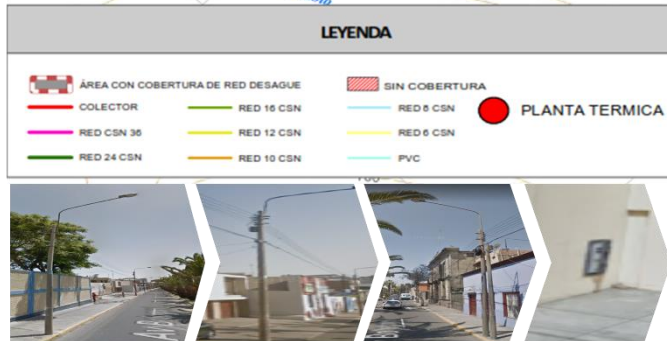 LEYENDA
ÁREA CON COBERTURA DE RED DESAGUE
SIN COBERTURA
COLECTOR
RED 16 CSN
RED 8 CSN
PLANTA TERMICA
RED CSN 36
RED 12 CSN
RED 6 CSN
RED 24 CSN
RED 10 CSN
PVC
Av B